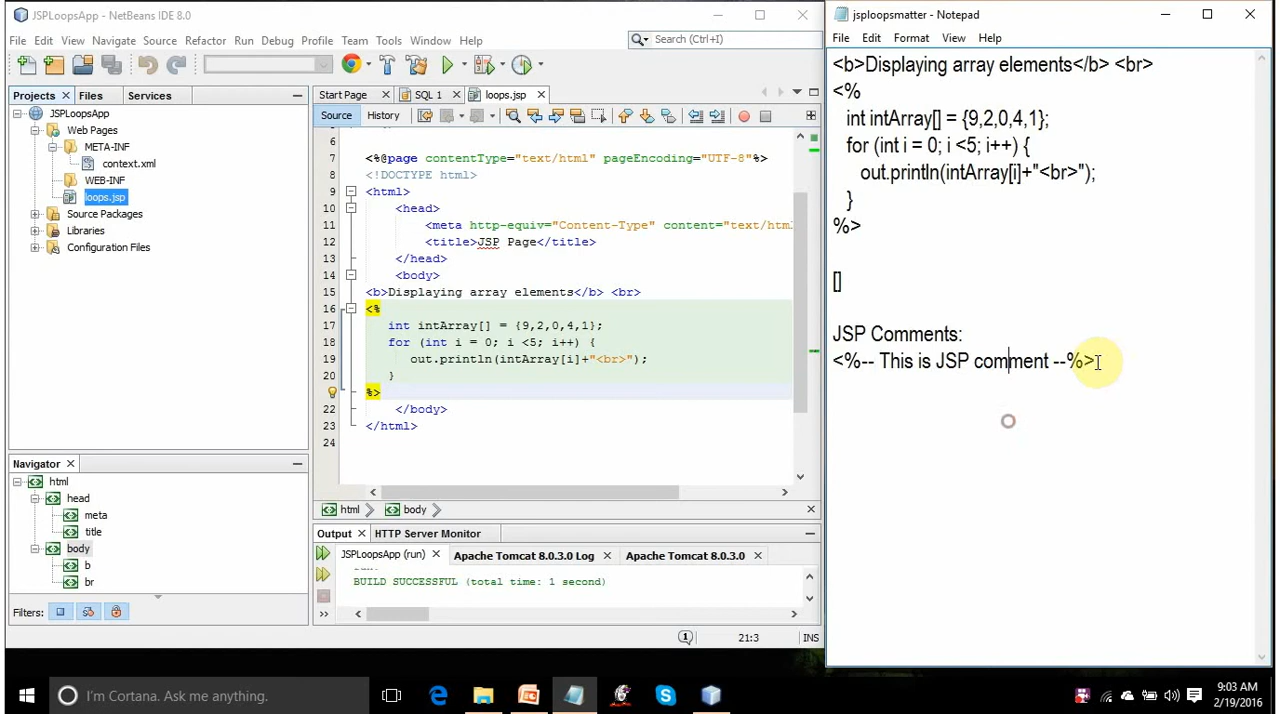 JSPLoopsApp - NetBeans IDE 8.0
File Edit View Navigate Source Refactor Run Debug Profile Team Tools Window Help
Search (Ctrl+I)
Projects Files Services
JSPLoopsApp
Web Pages
META-INF
context.xml
WEB-INF
loops.jsp
Source Packages
Libraries
Configuration Files
Navigator
html
head
meta
title
body
b
br
Filters:
Start Page SQL 1 loops.jsp
Source History
6
7 <%@page contentType="text/html" pageEncoding="UTF-8"%>
8 <!DOCTYPE html>
9 <html>
10 <head>
11 <meta http-equiv="Content-Type" content="text/html
12 <title>JSP Page</title>
13 </head>
14 <body>
15 <b>Displaying array elements</b> <br>
16 <%
17 int intArray[] = {9,2,0,4,1};
18 for (int i = 0; i <5; i++) {
19 out.println(intArray[i]+"<br>");
20 }
%>
22 </body>
23 </html>
24
html body
Output HTTP Server Monitor
JSPLoopsApp (run) Apache Tomcat 8.0.3.0 Log Apache Tomcat 8.0.3.0
BUILD SUCCESSFUL (total time: 1 second)
1 21:3 INS
jsploopsmatter - Notepad
File Edit Format View Help
<b>Displaying array elements</b> <br>
<%
int intArray[] = {9,2,0,4,1};
for (int i = 0; i <5; i++) {
out.println(intArray[i]+"<br>");
}
%>
[]
JSP Comments:
<%-- This is JSP comment --%>
I'm Cortana. Ask me anything.
9:03 AM
2/19/2016